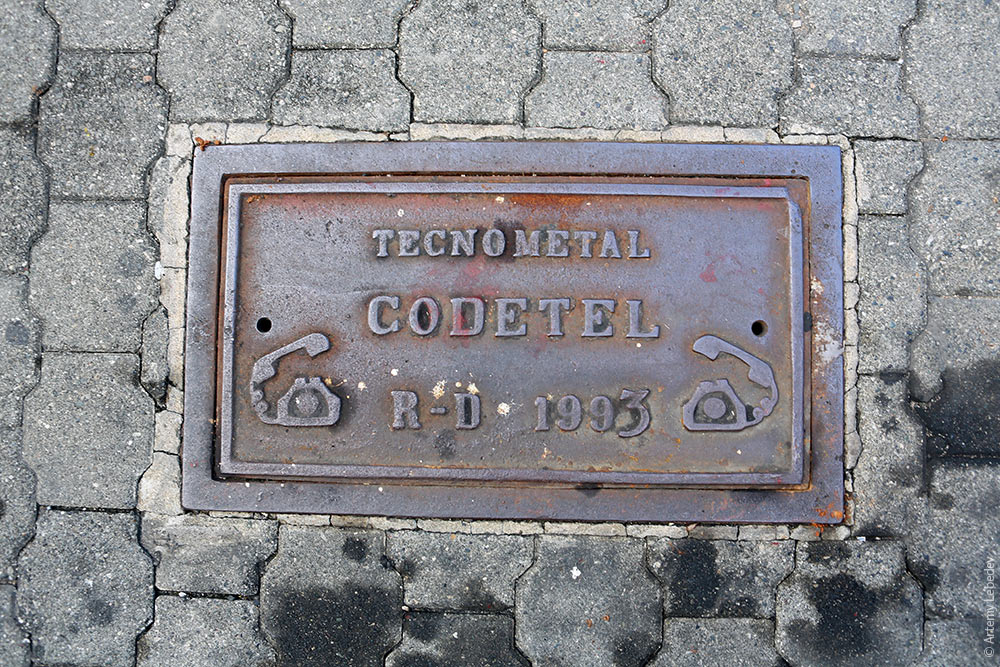 TECNOMETAL
CODETEL
R-D 1993
© Artemy Lebedev